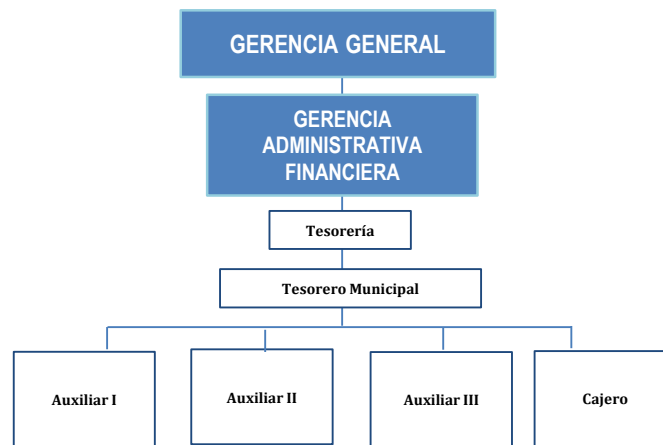 GERENCIA GENERAL
GERENCIA
ADMINISTRATIVA
FINANCIERA
Tesorería
Tesorero Municipal
Auxiliar I
Auxiliar II
Auxiliar III
Cajero